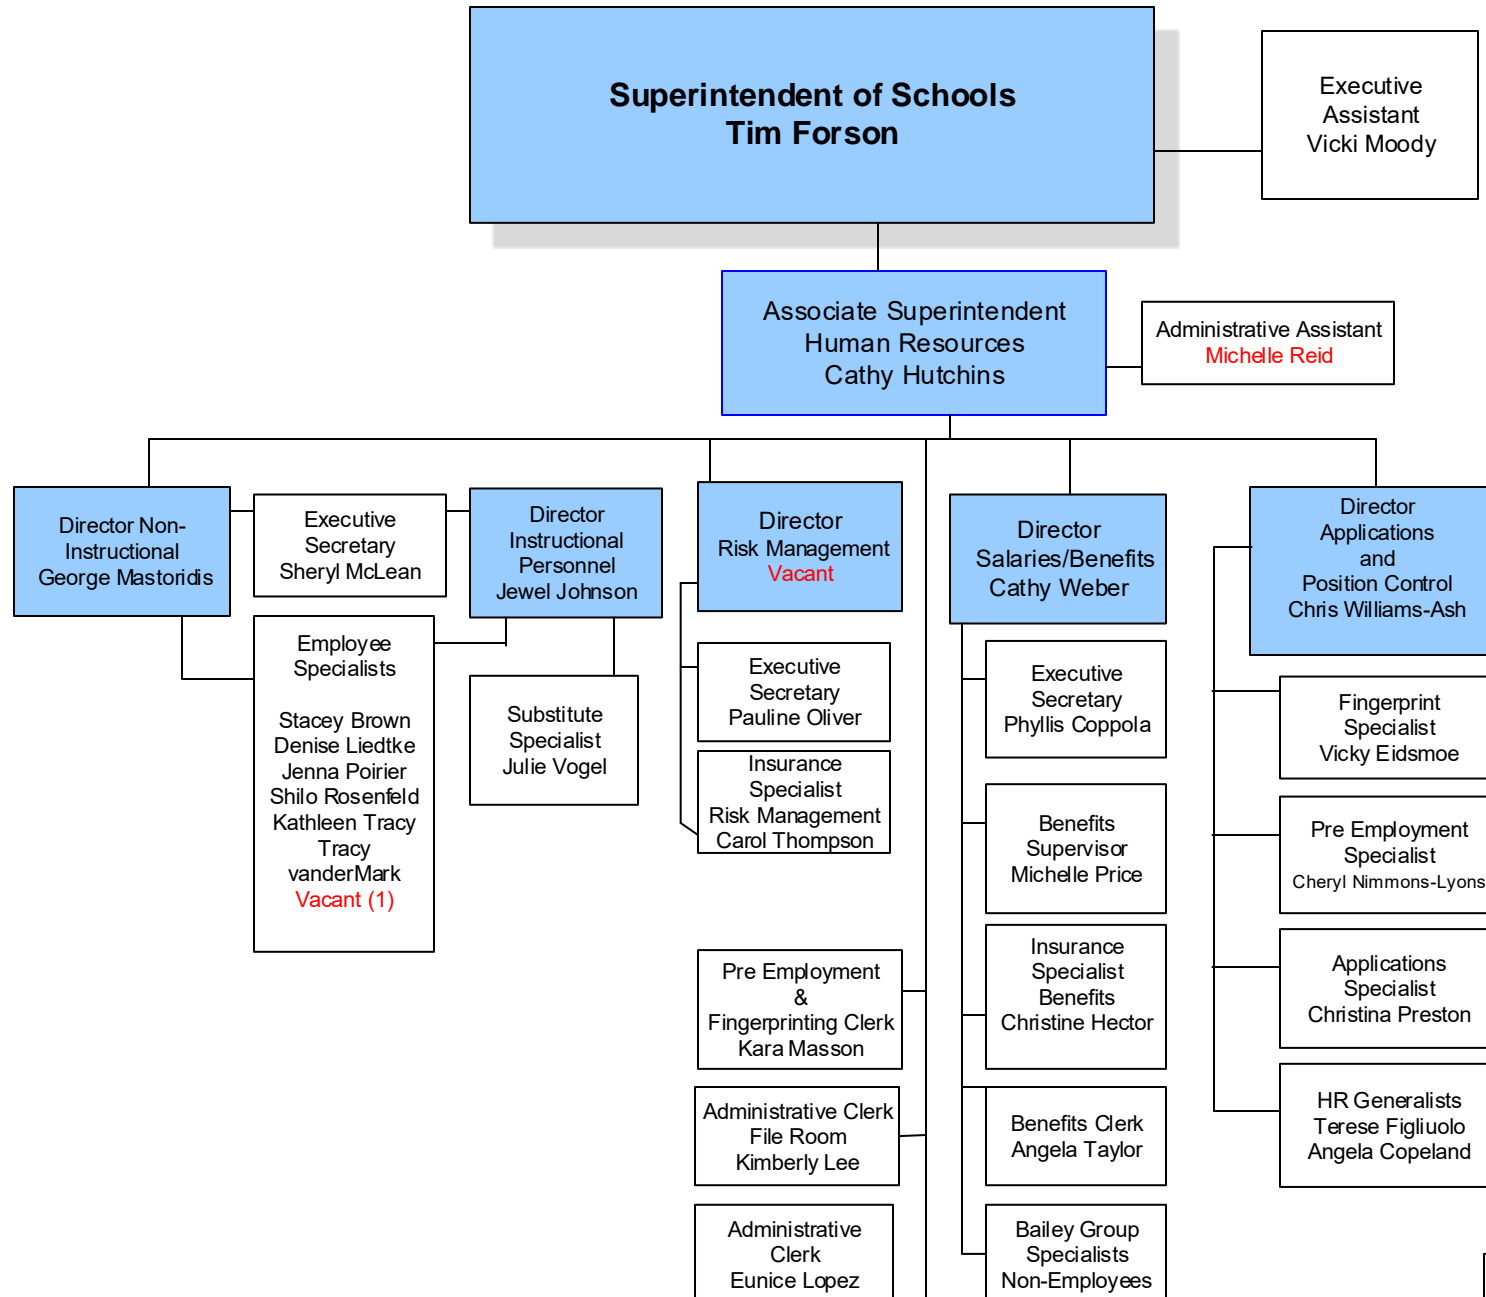 Superintendent of Schools
Tim Forson
Executive
Assistant
Vicki Moody
Associate Superintendent
Human Resources
Cathy Hutchins
Administrative Assistant
Michelle Reid
Director Non-
Instructional
George Mastoridis
Executive
Secretary
Sheryl McLean
Director
Instructional
Personnel
Jewel Johnson
Director
Risk Management
Vacant
Director
Salaries/Benefits
Cathy Weber
Director
Applications
and
Position Control
Chris Williams-Ash
Employee
Specialists
Stacey Brown
Denise Liedtke
Jenna Poirier
Shilo Rosenfeld
Kathleen Tracy
Tracy
vanderMark
Vacant (1)
Substitute
Specialist
Julie Vogel
Executive
Secretary
Pauline Oliver
Insurance
Specialist
Risk Management
Carol Thompson
Pre Employment
&
Fingerprinting Clerk
Kara Masson
Administrative Clerk
File Room
Kimberly Lee
Administrative
Clerk
Eunice Lopez
Executive
Secretary
Phyllis Coppola
Benefits
Supervisor
Michelle Price
Insurance
Specialist
Benefits
Christine Hector
Benefits Clerk
Angela Taylor
Bailey Group
Specialists
Non-Employees
Fingerprint
Specialist
Vicky Eidsmoe
Pre Employment
Specialist
Cheryl Nimmons-Lyons
Applications
Specialist
Christina Preston
HR Generalists
Terese Figliuolo
Angela Copeland